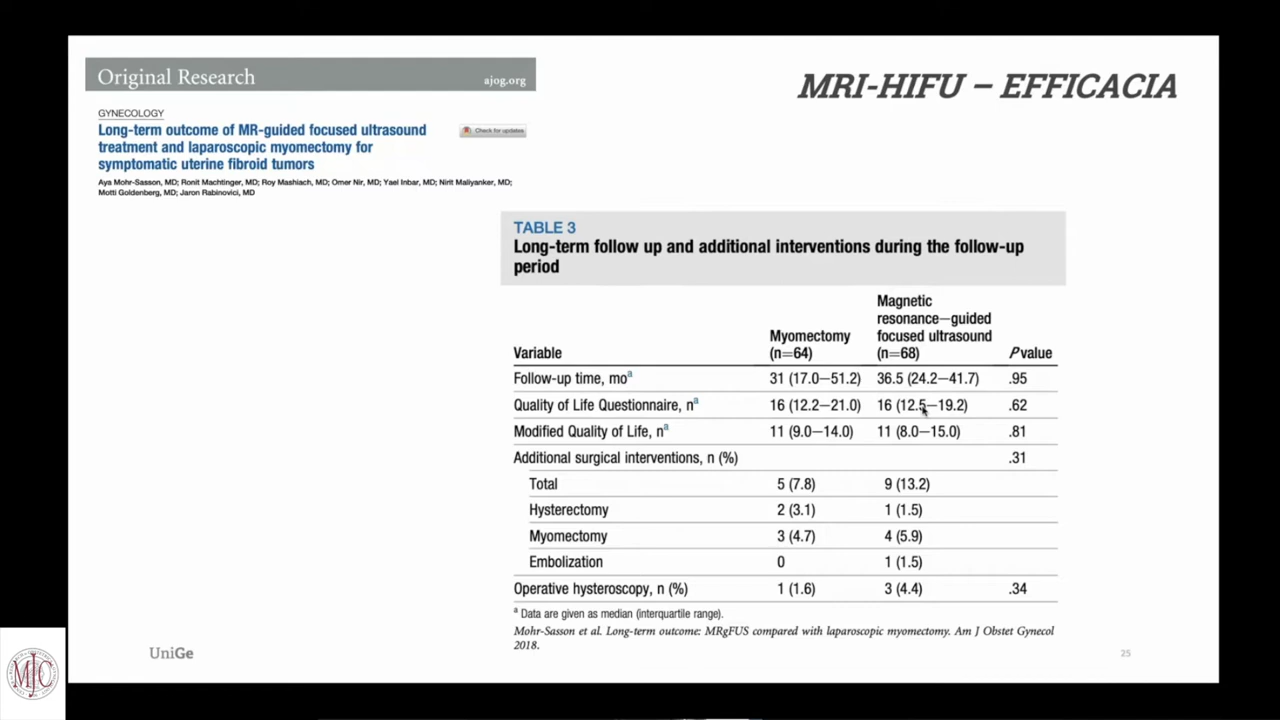 Original Research
ajog.org
MRI-HIFU – EFFICACIA
GYNECOLOGY
Long-term outcome of MR-guided focused ultrasound
treatment and laparoscopic myomectomy for
symptomatic uterine fibroid tumors
Check for updates
Aya Mohr-Sasson, MD; Ronit Machtinger, MD; Roy Mashiach, MD; Omer Nir, MD; Yael Inbar, MD; Nirit Maliyanker, MD;
Motti Goldenberg, MD; Jaron Rabinovici, MD
TABLE 3
Long-term follow up and additional interventions during the follow-up
period
Variable Myomectomy (n=64) Magnetic resonance–guided focused ultrasound (n=68) P value
Follow-up time, mo^a 31 (17.0–51.2) 36.5 (24.2–41.7) .95
Quality of Life Questionnaire, n^a 16 (12.2–21.0) 16 (12.5–19.2) .62
Modified Quality of Life, n^a 11 (9.0–14.0) 11 (8.0–15.0) .81
Additional surgical interventions, n (%) .31
Total 5 (7.8) 9 (13.2)
Hysterectomy 2 (3.1) 1 (1.5)
Myomectomy 3 (4.7) 4 (5.9)
Embolization 0 1 (1.5)
Operative hysteroscopy, n (%) 1 (1.6) 3 (4.4) .34
a Data are given as median (interquartile range).
Mohr-Sasson et al. Long-term outcome: MRgFUS compared with laparoscopic myomectomy. Am J Obstet Gynecol
2018.
UniGe
25
MJC